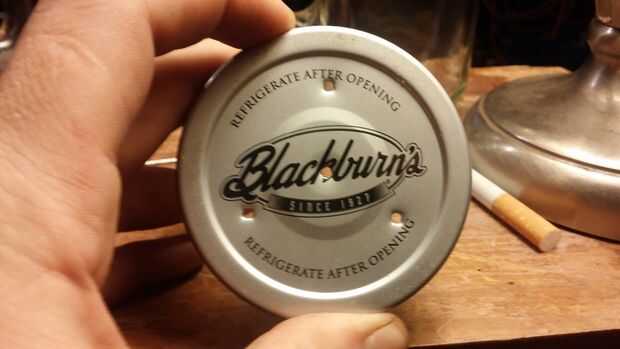 REFRIGERATE AFTER OPENING
Blackburn's
SINCE 1927
REFRIGERATE AFTER OPENING